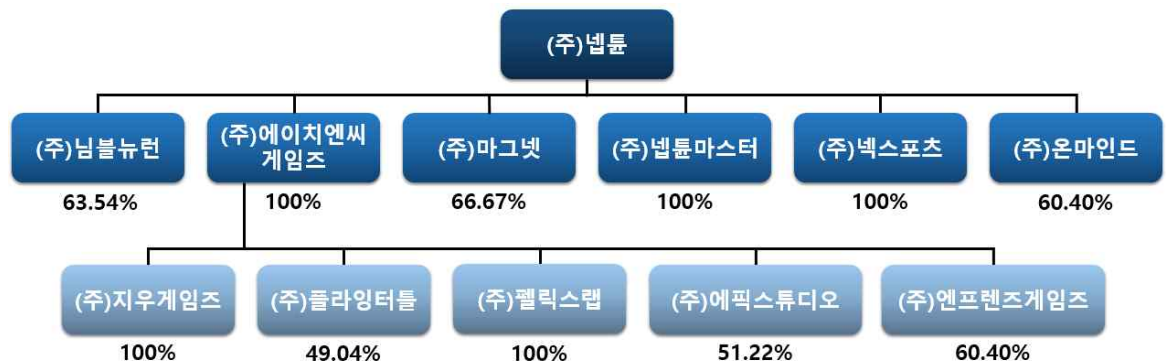 (주)넵튠
(주)님블뉴런
(주)에이치엔씨
게임즈
(주)마그넷
(주)넵튠마스터
(주)넥스포츠
(주)온마인드
63.54%
100%
66.67%
100%
100%
60.40%
(주)지우게임즈
(주)플라잉터틀
(주)펠릭스랩
(주)에픽스튜디오
(주)엔프렌즈게임즈
100%
49.04%
100%
51.22%
60.40%